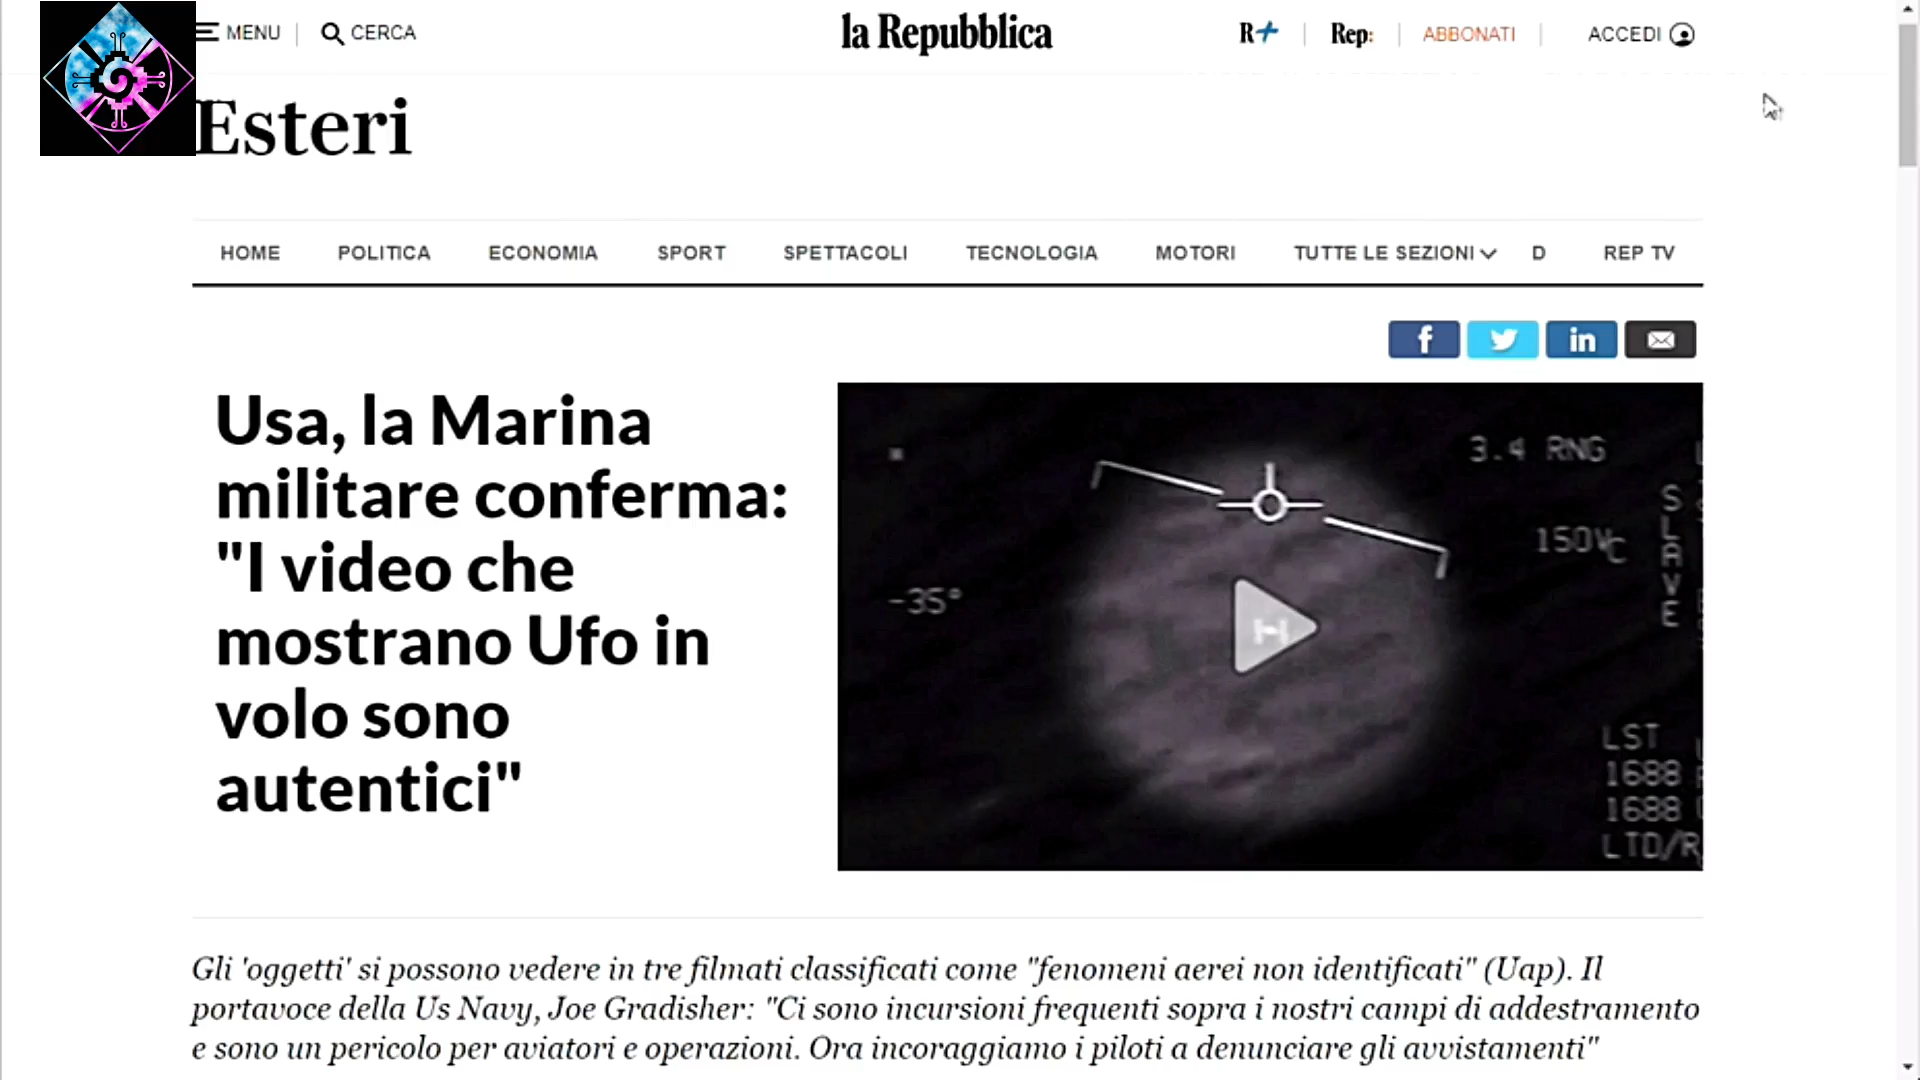 MENU
CERCA
la Repubblica
R+
Rep:
ABBONATI
ACCEDI
Esteri
HOME
POLITICA
ECONOMIA
SPORT
SPETTACOLI
TECNOLOGIA
MOTORI
TUTTE LE SEZIONI
D
REP TV
f
in
Usa, la Marina
militare conferma:
"I video che
mostrano Ufo in
volo sono
autentici"
3.4 RNG
150VC
SLAVE
-35°
LST
1688
1688
LTD/R
Gli 'oggetti' si possono vedere in tre filmati classificati come "fenomeni aerei non identificati" (Uap). Il
portavoce della Us Navy, Joe Gradisher: "Ci sono incursioni frequenti sopra i nostri campi di addestramento
e sono un pericolo per aviatori e operazioni. Ora incoraggiamo i piloti a denunciare gli avvistamenti"